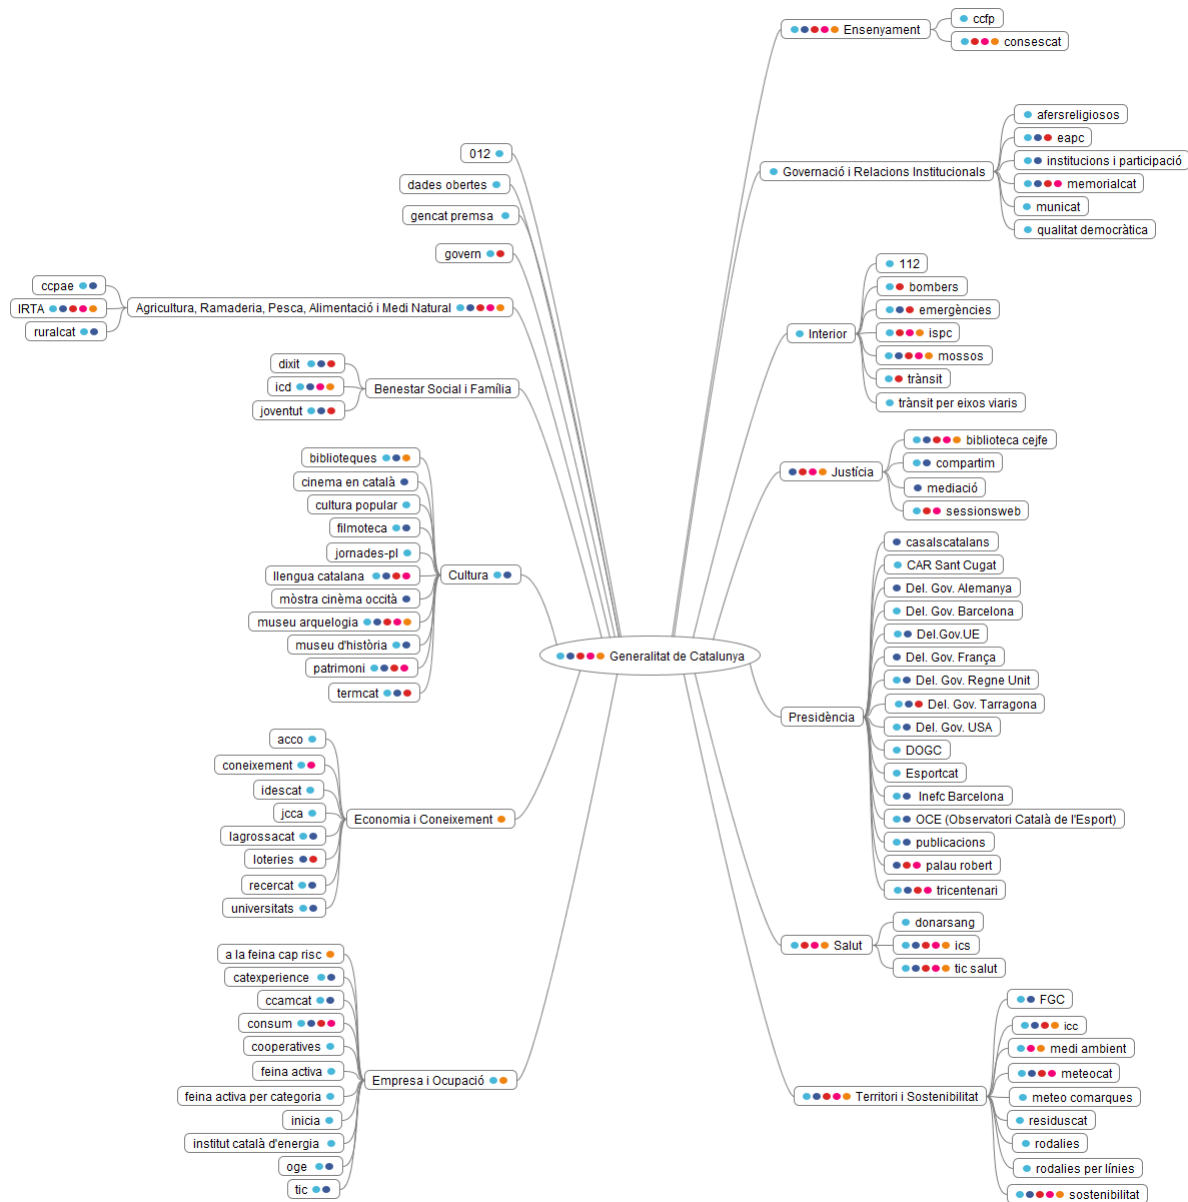 Generalitat de Catalunya
012
dades obertes
gencat premsa
govern
Agricultura, Ramaderia, Pesca, Alimentació i Medi Natural
ccpae
IRTA
ruralcat
Benestar Social i Família
dixit
icd
joventut
Cultura
biblioteques
cinema en català
cultura popular
filmoteca
jornades-pl
llengua catalana
mòstra cinèma occità
museu arquelogia
museu d'història
patrimoni
termcat
Economia i Coneixement
acco
coneixement
idescat
jcca
lagrossacat
loteries
recercat
universitats
Empresa i Ocupació
a la feina cap risc
catexperience
ccamcat
consum
cooperatives
feina activa
feina activa per categoria
inicia
institut català d'energia
oge
tic
Ensenyament
ccfp
consescat
Governació i Relacions Institucionals
afersreligiosos
eapc
institucions i participació
memorialcat
municat
qualitat democràtica
Interior
112
bombers
emergències
ispc
mossos
trànsit
trànsit per eixos viaris
Justícia
biblioteca cejfe
compartim
mediació
sessionsweb
Presidència
casalscatalans
CAR Sant Cugat
Del. Gov. Alemanya
Del. Gov. Barcelona
Del.Gov.UE
Del. Gov. França
Del. Gov. Regne Unit
Del. Gov. Tarragona
Del. Gov. USA
DOGC
Esportcat
Inefc Barcelona
OCE (Observatori Català de l'Esport)
publicacions
palau robert
tricentenari
Salut
donarsang
ics
tic salut
Territori i Sostenibilitat
FGC
icc
medi ambient
meteocat
meteo comarques
residuscat
rodalies
rodalies per línies
sostenibilitat